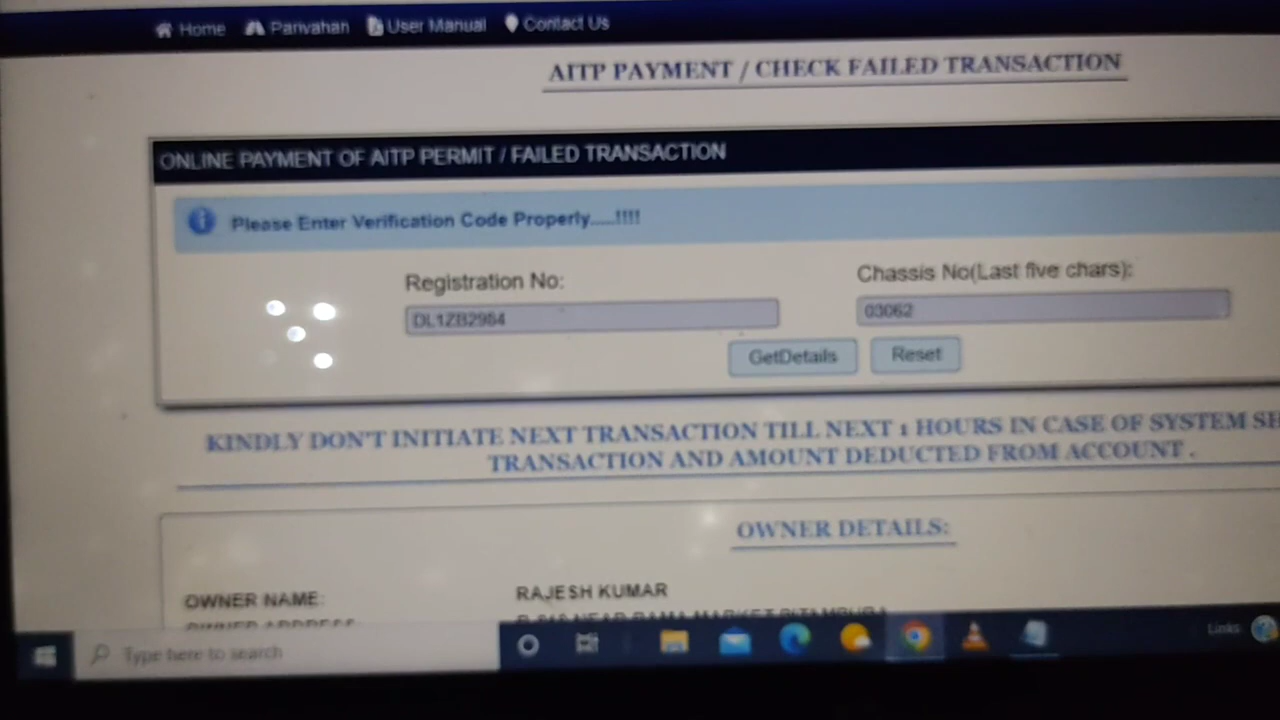 Home Parivahan User Manual Contact Us
AITP PAYMENT / CHECK FAILED TRANSACTION
ONLINE PAYMENT OF AITP PERMIT / FAILED TRANSACTION
Please Enter Verification Code Properly.....!!!!
Registration No: Chassis No(Last five chars):
DL1ZB2984 03062
GetDetails Reset
KINDLY DON'T INITIATE NEXT TRANSACTION TILL NEXT 1 HOURS IN CASE OF SYSTEM
TRANSACTION AND AMOUNT DEDUCTED FROM ACCOUNT .
OWNER DETAILS:
OWNER NAME: RAJESH KUMAR
OWNER ADDRESS
Type here to search Links